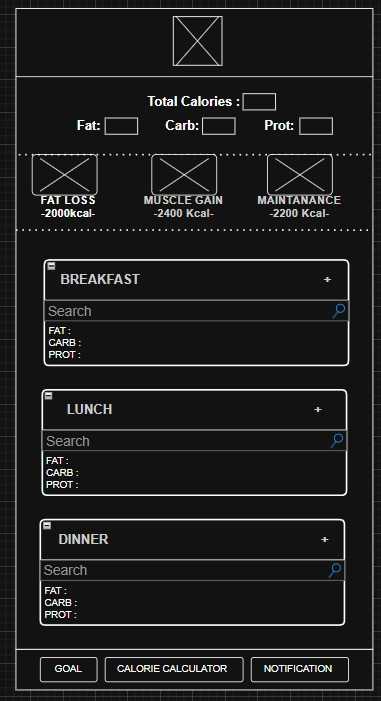 Total Calories :
Fat: Carb: Prot:
FAT LOSS MUSCLE GAIN MAINTANANCE
-2000kcal- -2400 Kcal- -2200 Kcal-
BREAKFAST +
Search
FAT :
CARB :
PROT :
LUNCH +
Search
FAT :
CARB :
PROT :
DINNER +
Search
FAT :
CARB :
PROT :
GOAL CALORIE CALCULATOR NOTIFICATION